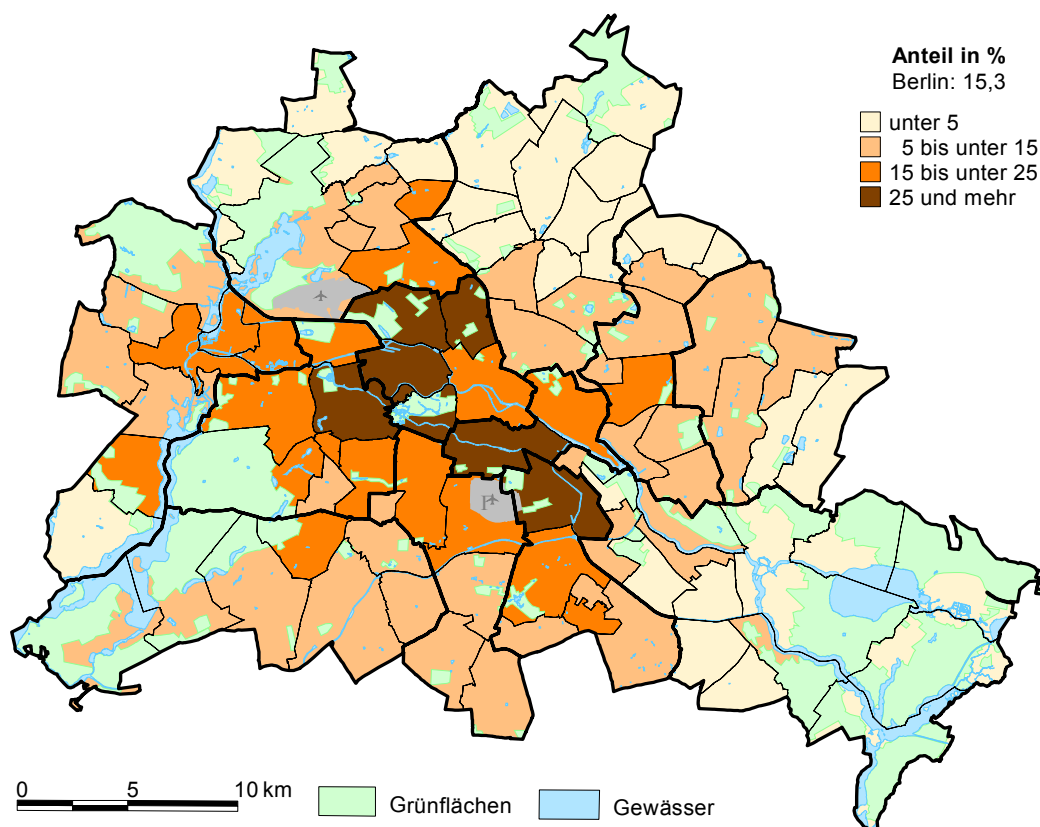 Anteil in %
Berlin: 15,3
unter 5
5 bis unter 15
15 bis unter 25
25 und mehr
0 5 10 km
Grünflächen
Gewässer